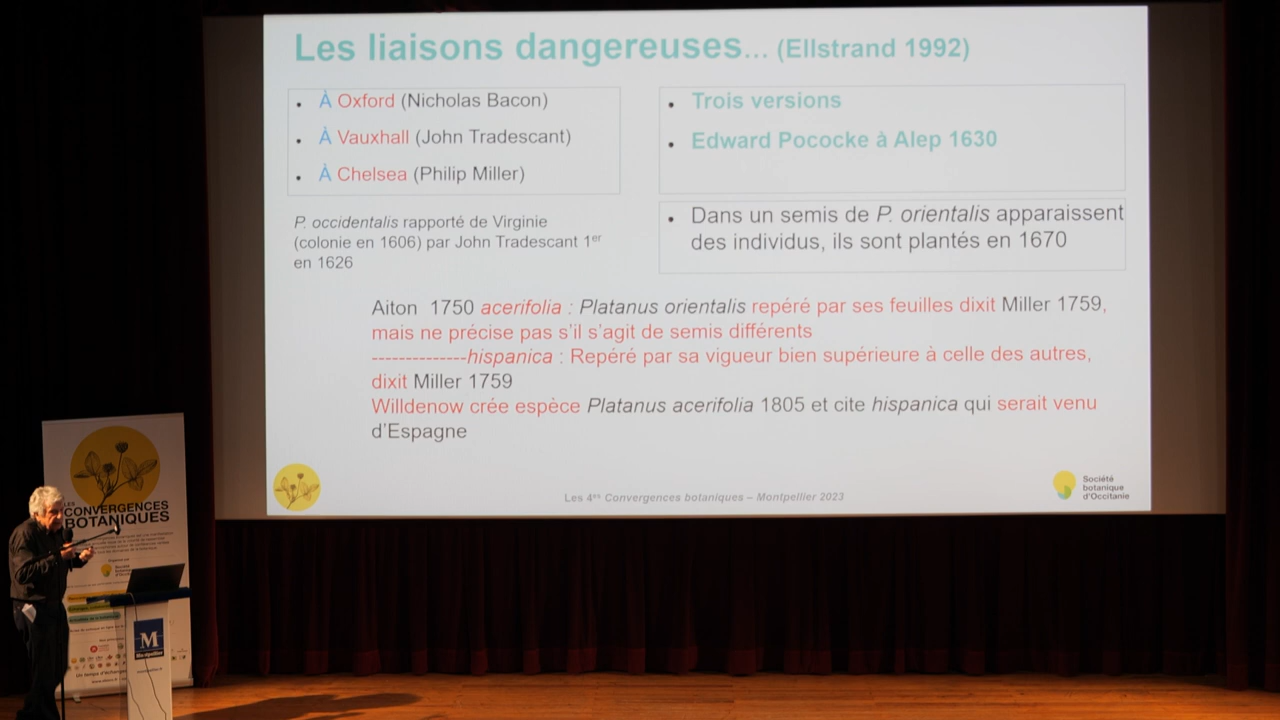 Les liaisons dangereuses... (Ellstrand 1992)
• À Oxford (Nicholas Bacon)
• À Vauxhall (John Tradescant)
• À Chelsea (Philip Miller)
• Trois versions
• Edward Pococke à Alep 1630
P. occidentalis rapporté de Virginie
(colonie en 1606) par John Tradescant 1er
en 1626
• Dans un semis de P. orientalis apparaissent
des individus, ils sont plantés en 1670
Aiton 1750 acerifolia : Platanus orientalis repéré par ses feuilles dixit Miller 1759,
mais ne précise pas s'il s'agit de semis différents
--------------hispanica : Repéré par sa vigueur bien supérieure à celle des autres,
dixit Miller 1759
Willdenow crée espèce Platanus acerifolia 1805 et cite hispanica qui serait venu
d'Espagne
Les 4es Convergences botaniques – Montpellier 2023
Société
botanique
d'Occitanie
LES
CONVERGENCES
BOTANIQUES
M
Montpellier